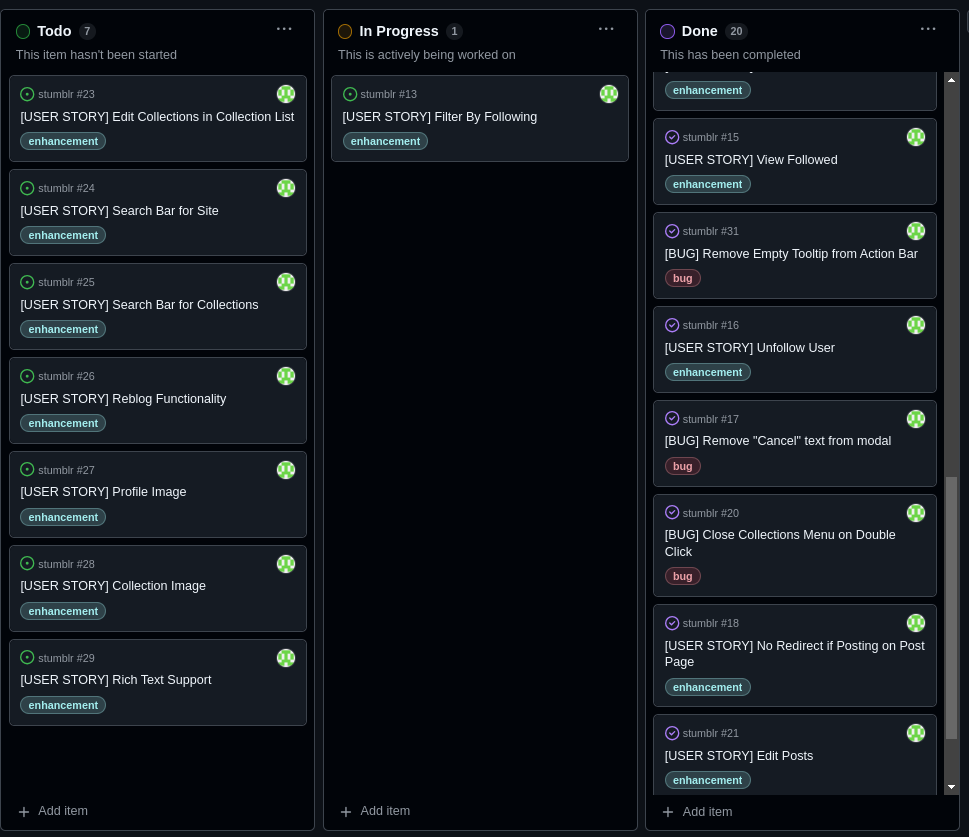 Todo 7
This item hasn't been started
stumblr #23
[USER STORY] Edit Collections in Collection List
enhancement
stumblr #24
[USER STORY] Search Bar for Site
enhancement
stumblr #25
[USER STORY] Search Bar for Collections
enhancement
stumblr #26
[USER STORY] Reblog Functionality
enhancement
stumblr #27
[USER STORY] Profile Image
enhancement
stumblr #28
[USER STORY] Collection Image
enhancement
stumblr #29
[USER STORY] Rich Text Support
enhancement
Add item
In Progress 1
This is actively being worked on
stumblr #13
[USER STORY] Filter By Following
enhancement
Add item
Done 20
This has been completed
enhancement
stumblr #15
[USER STORY] View Followed
enhancement
stumblr #31
[BUG] Remove Empty Tooltip from Action Bar
bug
stumblr #16
[USER STORY] Unfollow User
enhancement
stumblr #17
[BUG] Remove "Cancel" text from modal
bug
stumblr #20
[BUG] Close Collections Menu on Double
Click
bug
stumblr #18
[USER STORY] No Redirect if Posting on Post
Page
enhancement
stumblr #21
[USER STORY] Edit Posts
enhancement
Add item